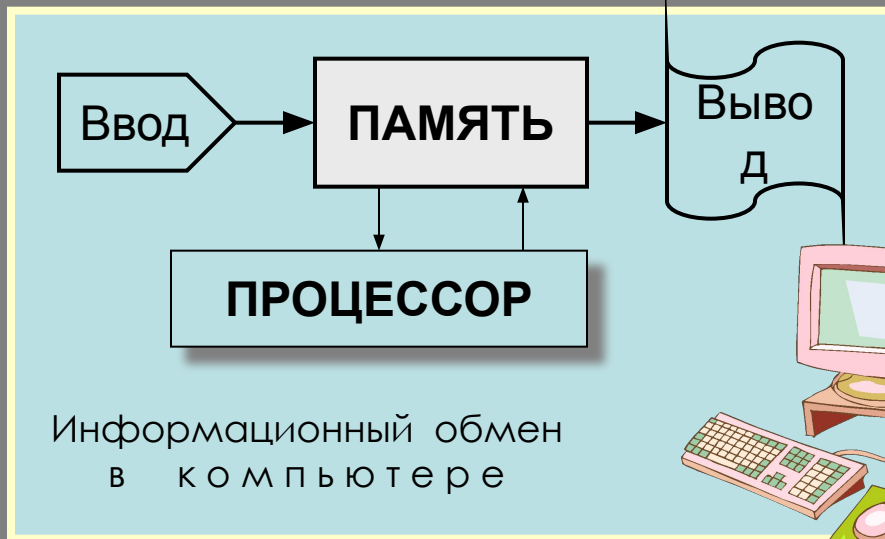 Ввод
ПАМЯТЬ
Выво
д
ПРОЦЕССОР
Информационный обмен
в компьютере